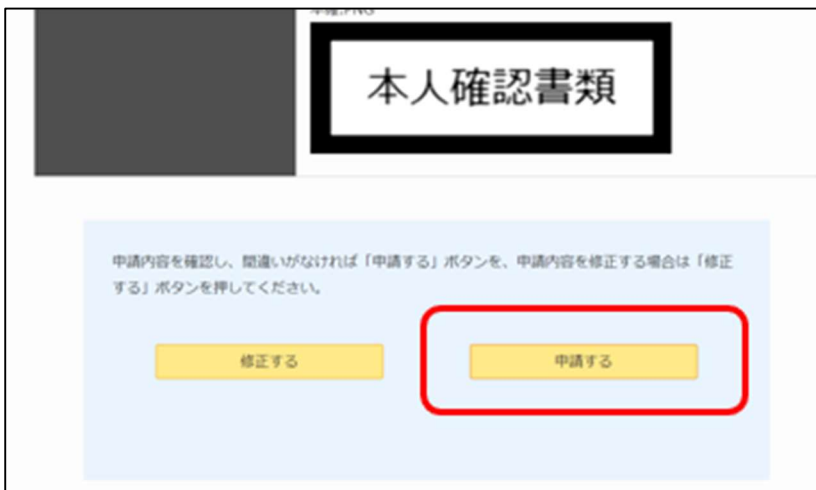 本人確認書類
申請内容を確認し、間違いがなければ「申請する」ボタンを、申請内容を修正する場合は「修正
する」ボタンを押してください。
修正する
申請する